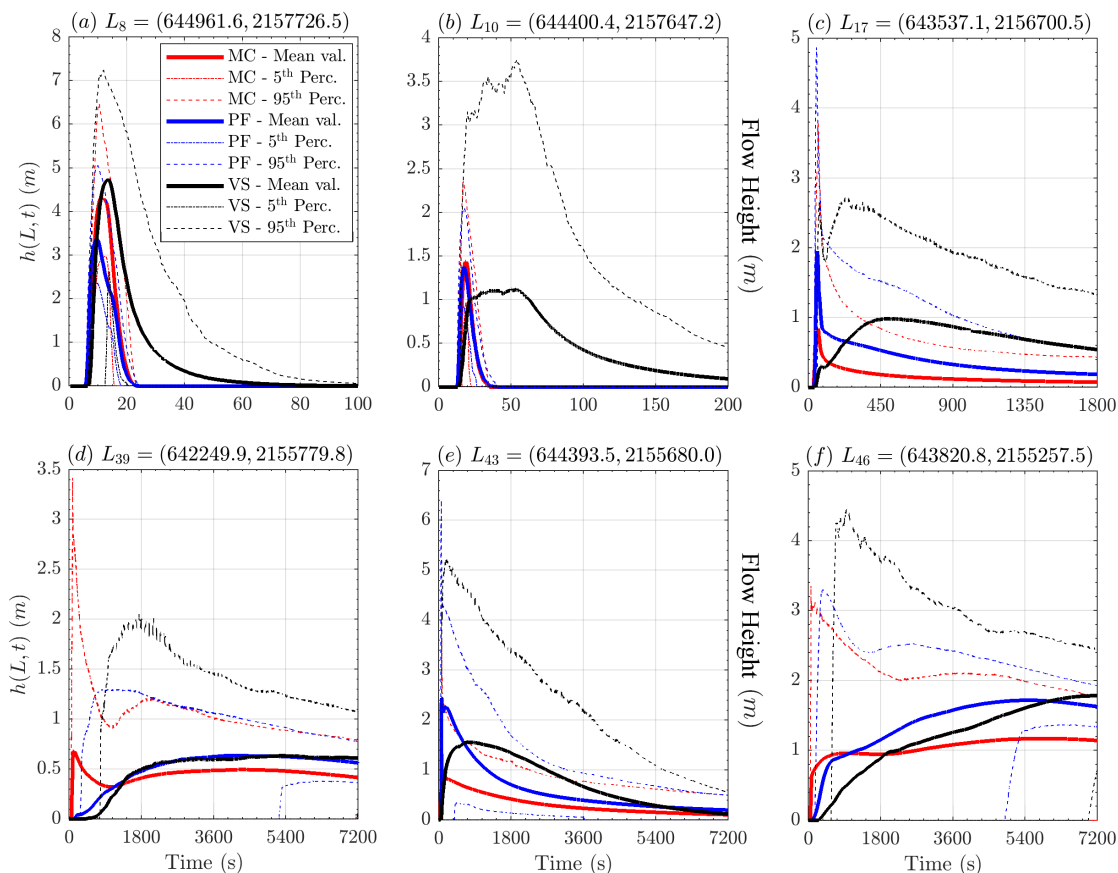 (a) L8 = (644961.6, 2157726.5)
(b) L10 = (644400.4, 2157647.2)
(c) L17 = (643537.1, 2156700.5)
8
7
6
5
4
3
2
1
0
h(L, t) (m)
MC - Mean val.
MC - 5th Perc.
MC - 95th Perc.
PF - Mean val.
PF - 5th Perc.
PF - 95th Perc.
VS - Mean val.
VS - 5th Perc.
VS - 95th Perc.
0 20 40 60 80 100
4
3.5
3
2.5
2
1.5
1
0.5
0
0 50 100 150 200
Flow Height (m)
5
4
3
2
1
0
0 450 900 1350 1800
(d) L39 = (642249.9, 2155779.8)
(e) L43 = (644393.5, 2155680.0)
(f) L46 = (643820.8, 2155257.5)
3.5
3
2.5
2
1.5
1
0.5
0
h(L, t) (m)
0 1800 3600 5400 7200
Time (s)
7
6
5
4
3
2
1
0
0 1800 3600 5400 7200
Time (s)
Flow Height (m)
5
4
3
2
1
0
0 1800 3600 5400 7200
Time (s)